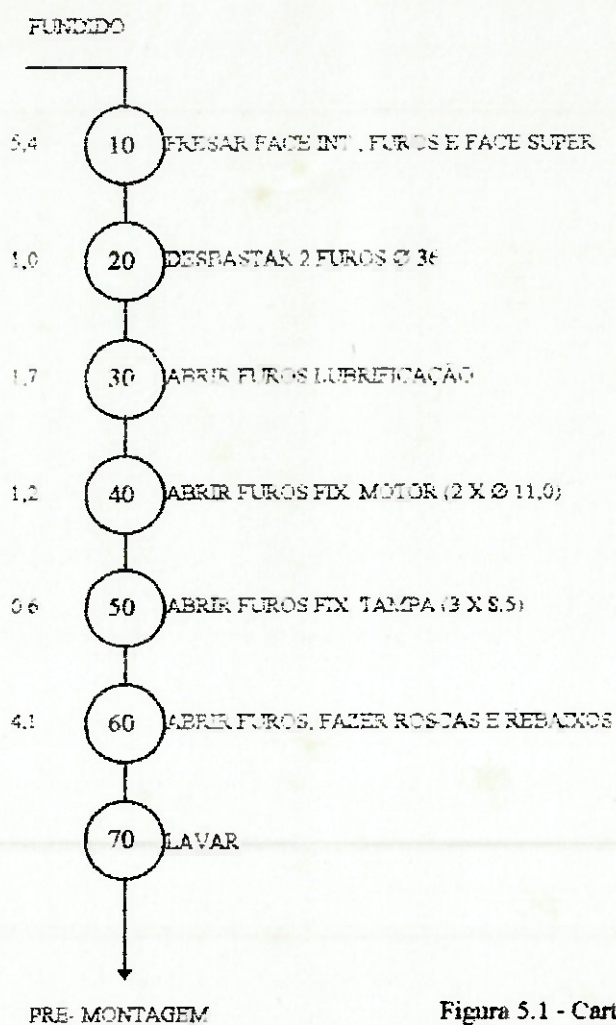 FUNDIDO
5,4 10 FRESAR FACE INT., FUROS E FACE SUPER
1,0 20 DESBASTAR 2 FUROS Ø 36
1,7 30 ABRIR FUROS LUBRIFICAÇÃO
1,2 40 ABRIR FUROS FIX. MOTOR (2 X Ø 11,0)
0,6 50 ABRIR FUROS FIX. TAMPA (3 X 8,5)
4,1 60 ABRIR FUROS, FAZER ROSCAS E REBAIXOS
70 LAVAR
PRE- MONTAGEM
Figura 5.1 - Cart